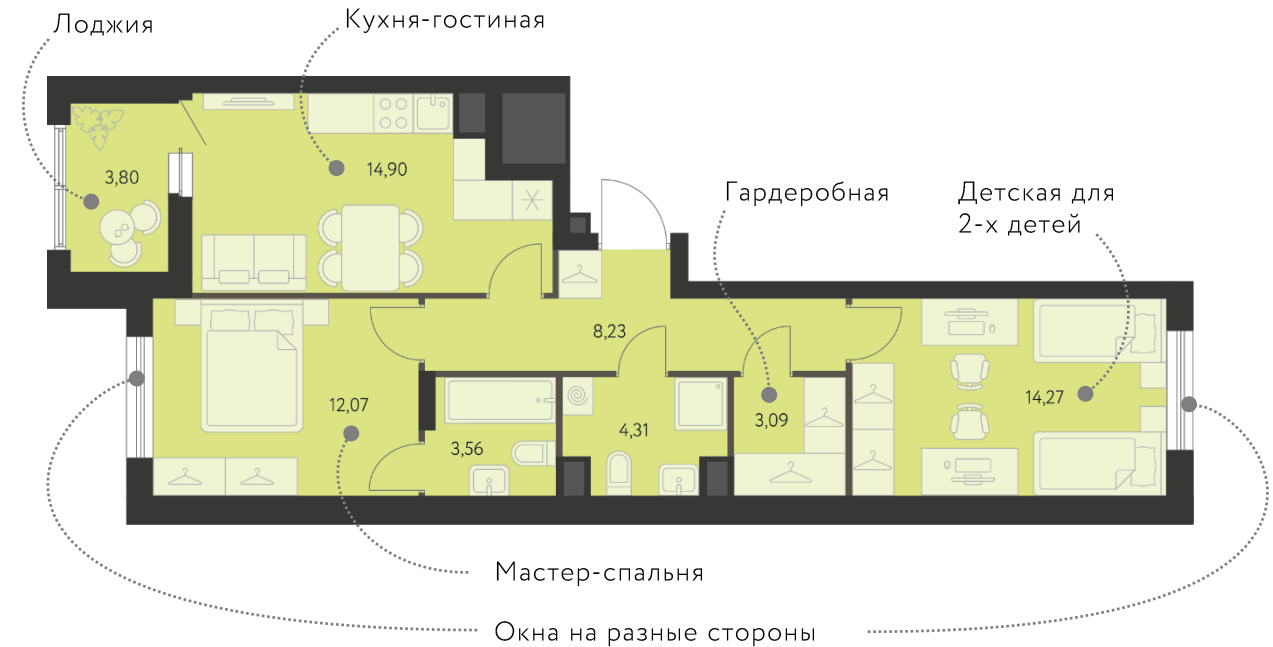 Лоджия
Кухня-гостиная
14,90
3,80
Гардеробная
Детская для
2-х детей
8,23
12,07
3,56
4,31
3,09
14,27
Мастер-спальня
Окна на разные стороны